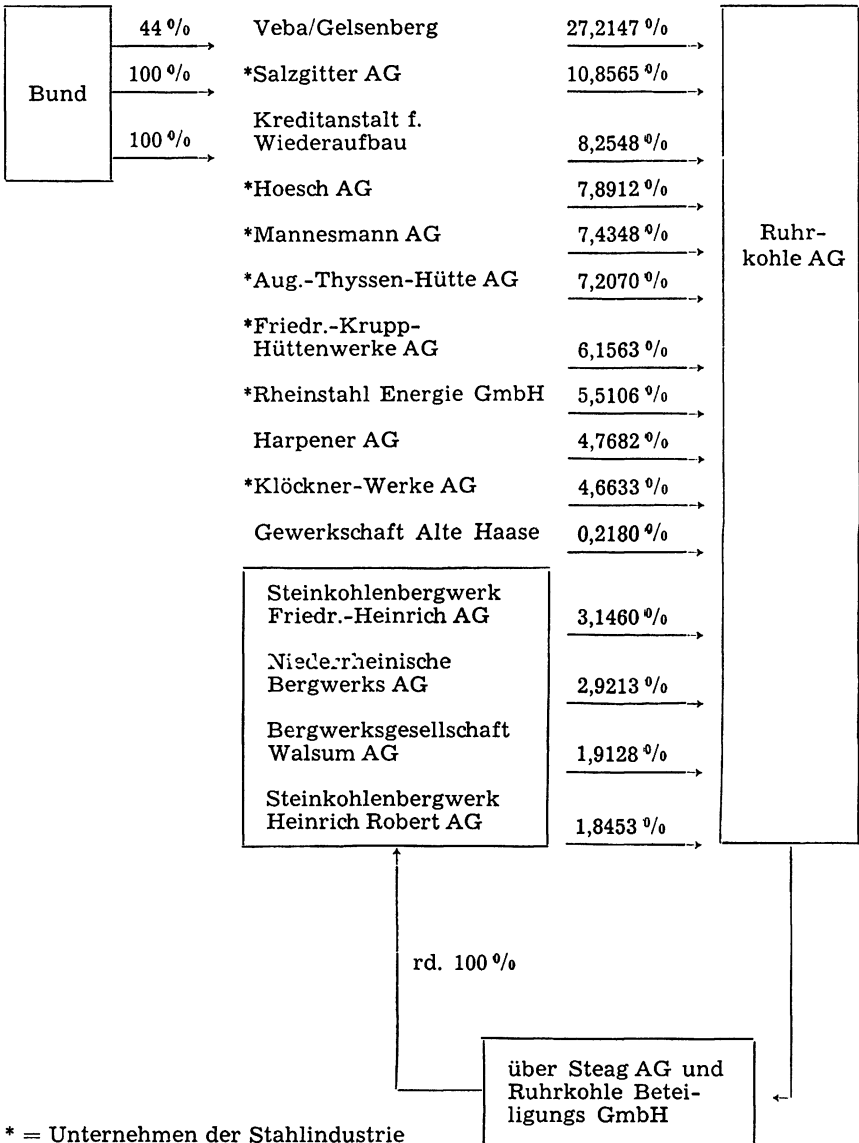 44 % Veba/Gelsenberg 27,2147 %
100 % *Salzgitter AG 10,8565 %
Bund
Kreditanstalt f.
100 % Wiederaufbau 8,2548 %
*Hoesch AG 7,8912 %
*Mannesmann AG 7,4348 %
Ruhr-
kohle AG
*Aug.-Thyssen-Hütte AG 7,2070 %
*Friedr.-Krupp-
Hüttenwerke AG 6,1563 %
*Rheinstahl Energie GmbH 5,5106 %
Harpener AG 4,7682 %
*Klöckner-Werke AG 4,6633 %
Gewerkschaft Alte Haase 0,2180 %
Steinkohlenbergwerk
Friedr.-Heinrich AG 3,1460 %
Niederrheinische
Bergwerks AG 2,9213 %
Bergwerksgesellschaft
Walsum AG 1,9128 %
Steinkohlenbergwerk
Heinrich Robert AG 1,8453 %
rd. 100 %
über Steag AG und
Ruhrkohle Betei-
ligungs GmbH
* = Unternehmen der Stahlindustrie